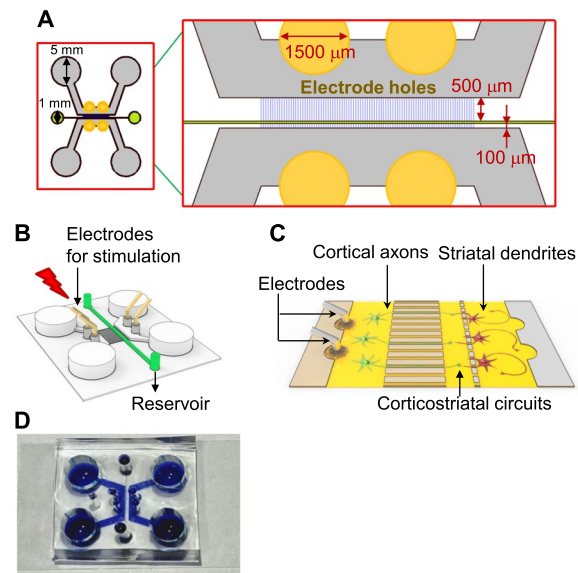 A
5 mm
1 mm
1500 μm
Electrode holes
500 μm
100 μm
B
Electrodes
for stimulation
Reservoir
C
Cortical axons
Striatal dendrites
Electrodes
Corticostriatal circuits
D